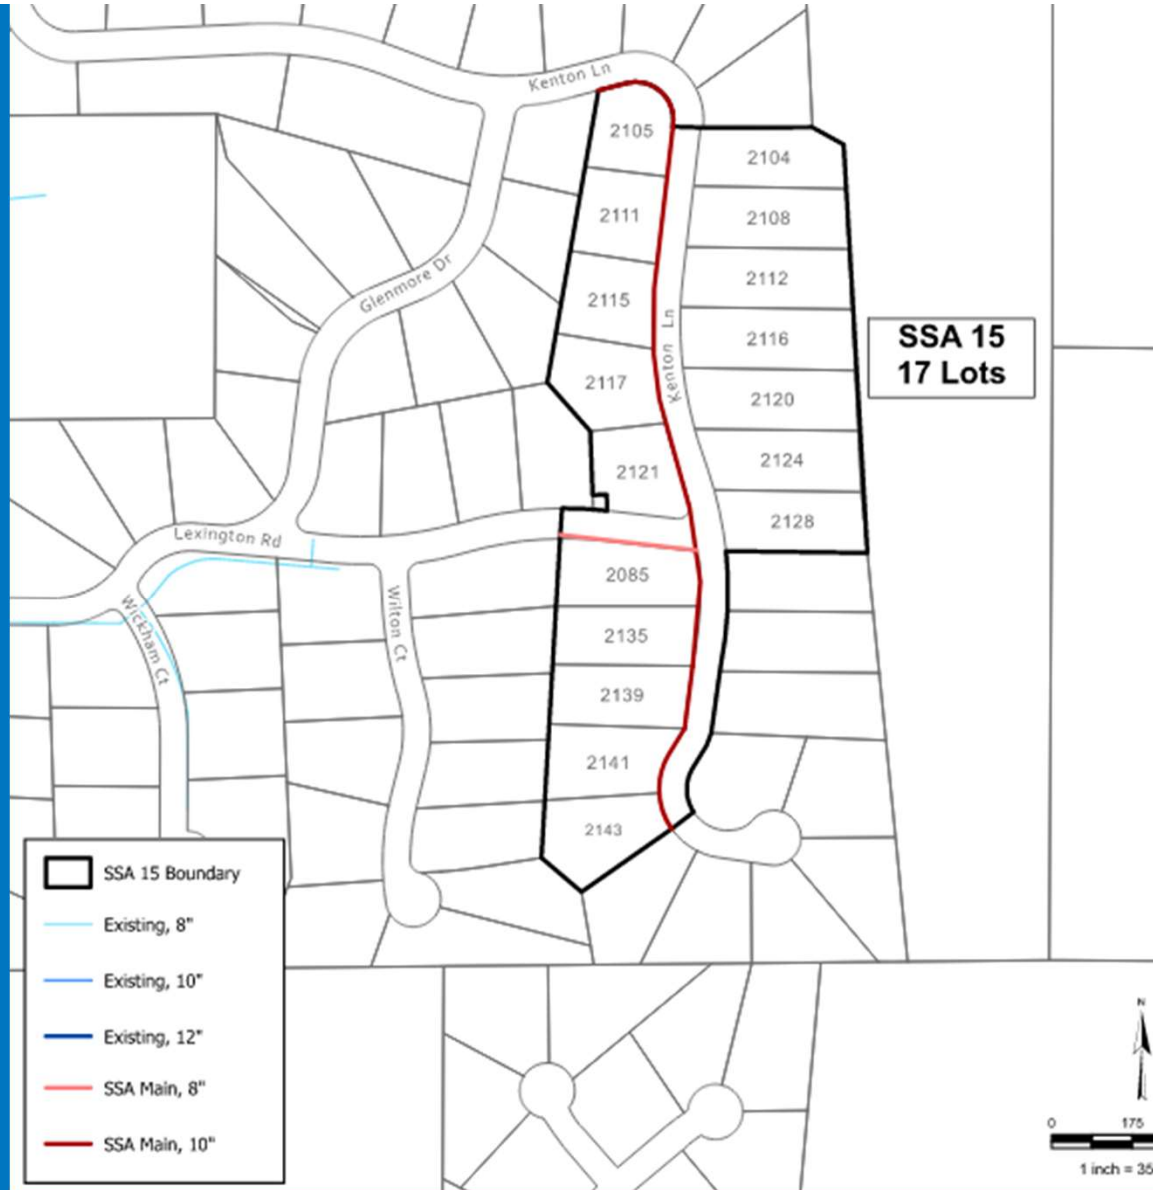 Kenton Ln
2105
2104
2111
2108
Glenmore Dr
2112
2115
Kenton Ln
2116
SSA 15
17 Lots
2117
2120
2121
2124
2128
Lexington Rd
2085
Wickham Ct
Wilton Ct
2135
2139
2141
2143
SSA 15 Boundary
Existing, 8"
Existing, 10"
Existing, 12"
SSA Main, 8"
SSA Main, 10"
N
0 175
1 inch = 35